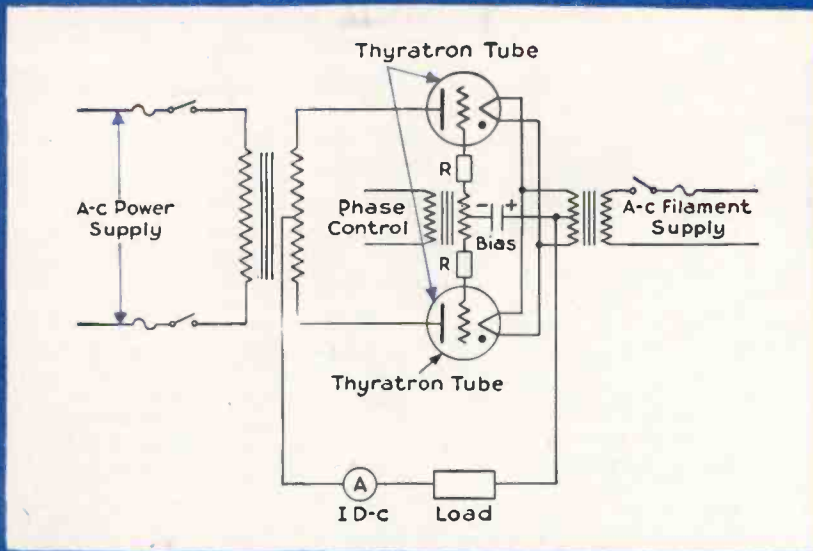 Thyratron Tube
R
A-c Power
Supply
Phase
Control
- +
Bias
A-c Filament
Supply
R
Thyratron Tube
A
I D-c
Load